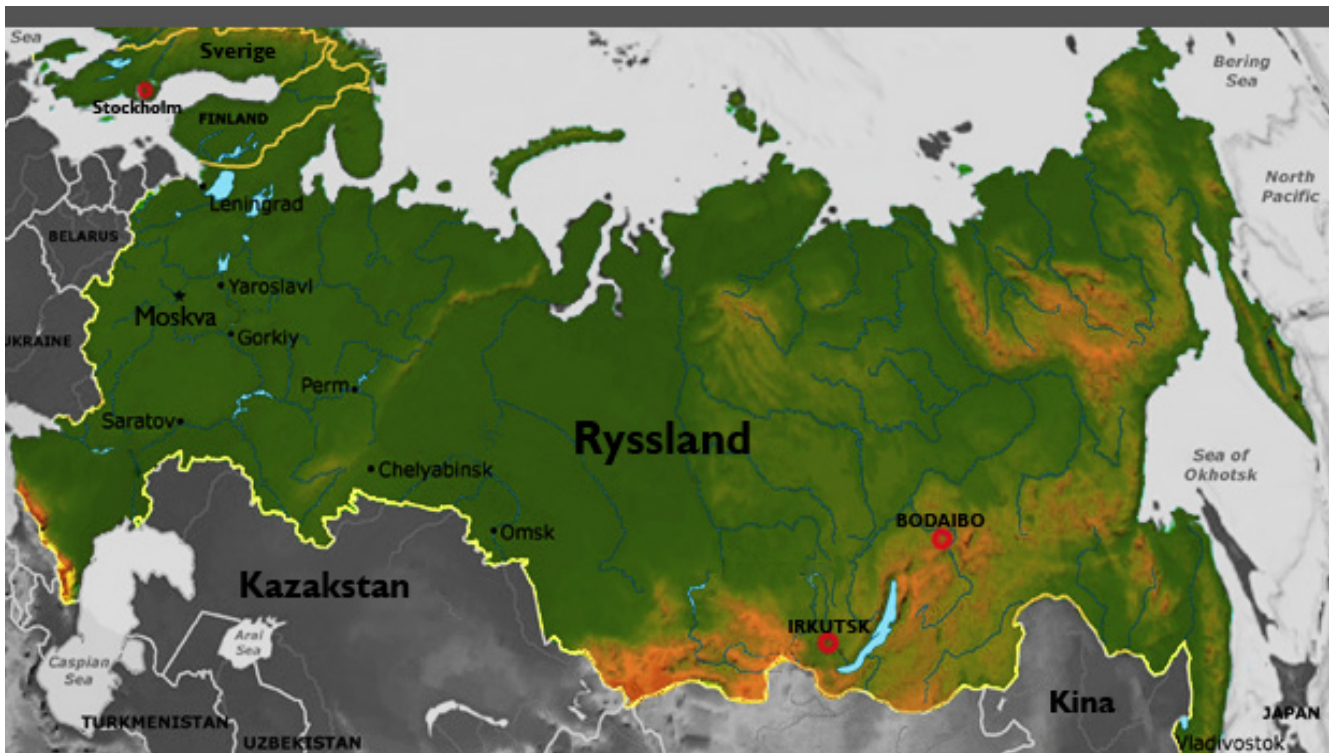 Sea
Sverige
Stockholm
FINLAND
Bering
Sea
North
Pacific
Leningrad
BELARUS
Yaroslavl
Moskva
UKRAINE
Gorkiy
Perm
Saratov
Ryssland
Chelyabinsk
Sea of
Okhotsk
BODAIBO
Omsk
Kazakstan
IRKUTSK
Aral
Sea
Caspian
Sea
Kina
TURKMENISTAN
UZBEKISTAN
JAPAN
Vladivostok